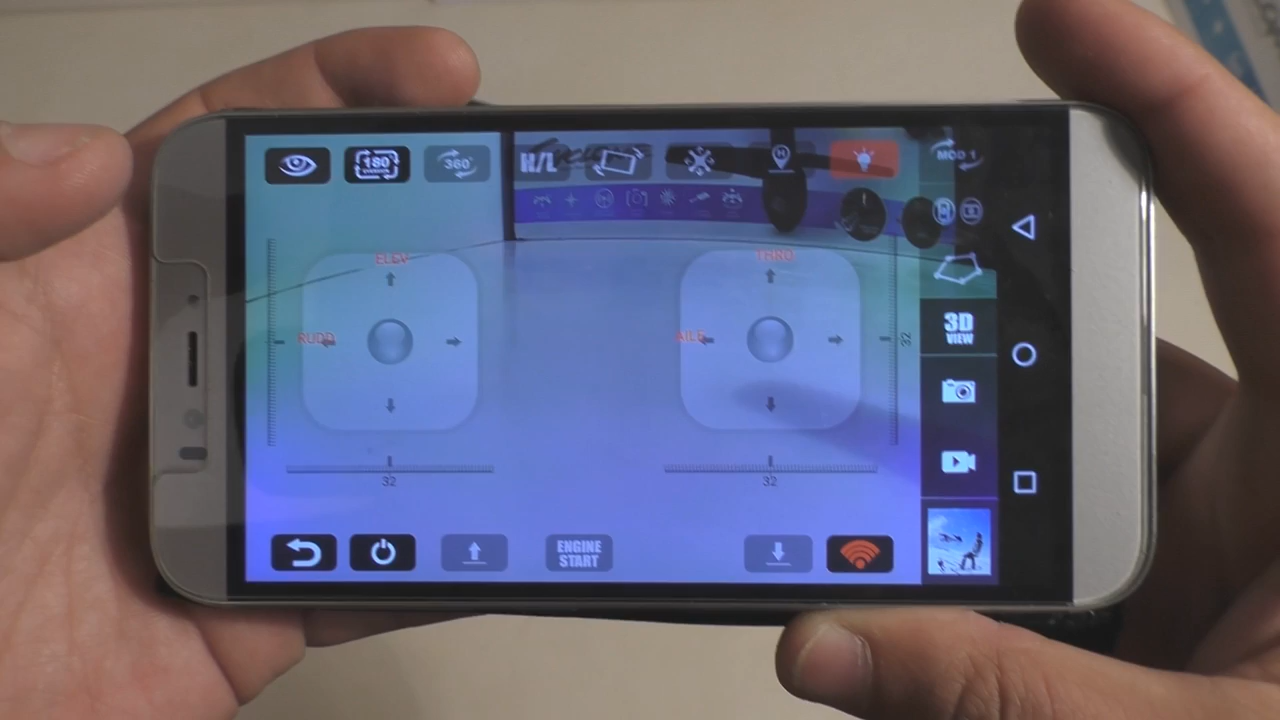 180°
360°
H/L
H
MOD 1
ELEV
THRO
RUDD
AILE
32
3D
VIEW
32
32
ENGINE
START